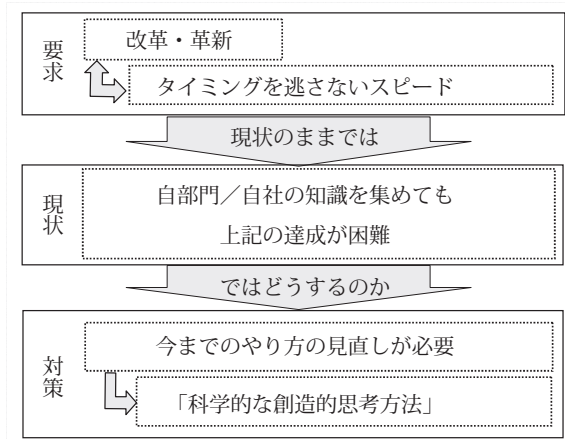 要求
改革・革新
タイミングを逃さないスピード
現状のままでは
現状
自部門／自社の知識を集めても
上記の達成が困難
ではどうするのか
対策
今までのやり方の見直しが必要
「科学的な創造的思考方法」